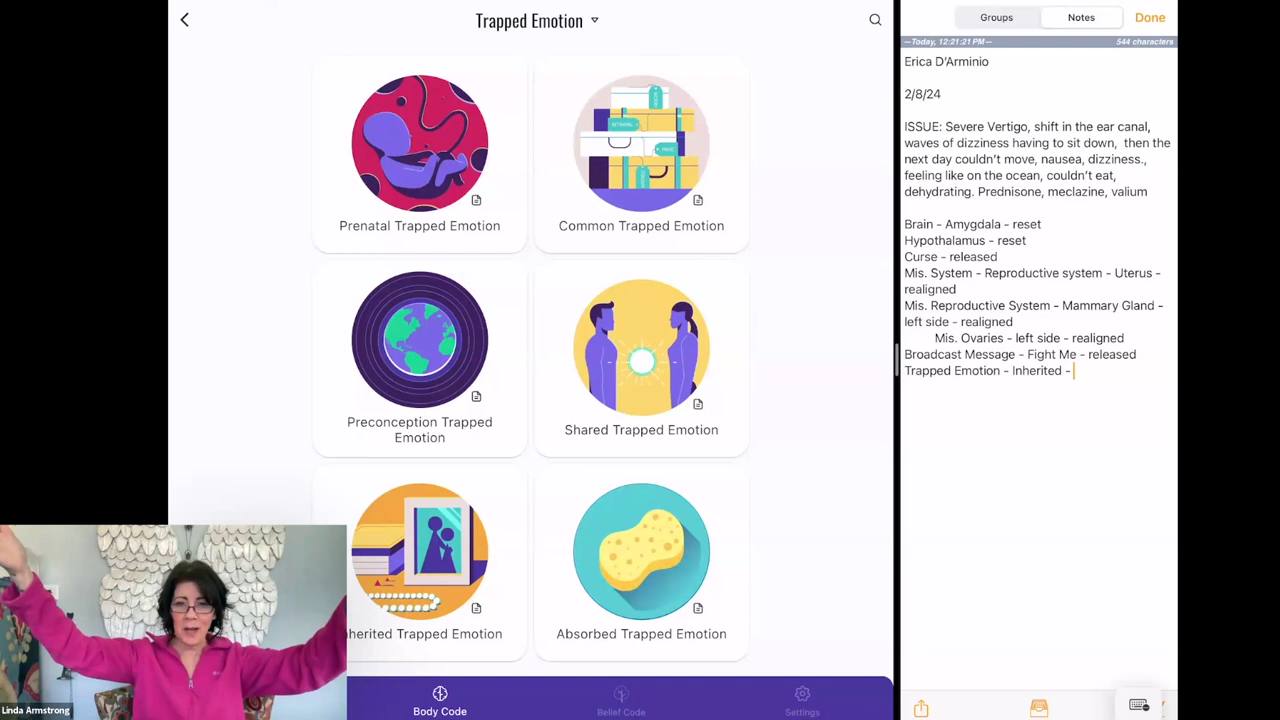 Trapped Emotion
Prenatal Trapped Emotion
Common Trapped Emotion
Preconception Trapped
Emotion
Shared Trapped Emotion
nherited Trapped Emotion
Absorbed Trapped Emotion
Body Code
Belief Code
Settings
Linda Armstrong
Groups
Notes
Done
—Today, 12:21:21 PM—
544 characters
Erica D'Arminio
2/8/24
ISSUE: Severe Vertigo, shift in the ear canal,
waves of dizziness having to sit down,  then the
next day couldn't move, nausea, dizziness.,
feeling like on the ocean, couldn't eat,
dehydrating. Prednisone, meclazine, valium
Brain - Amygdala - reset
Hypothalamus - reset
Curse - released
Mis. System - Reproductive system - Uterus -
realigned
Mis. Reproductive System - Mammary Gland -
left side - realigned
Mis. Ovaries - left side - realigned
Broadcast Message - Fight Me - released
Trapped Emotion - Inherited -